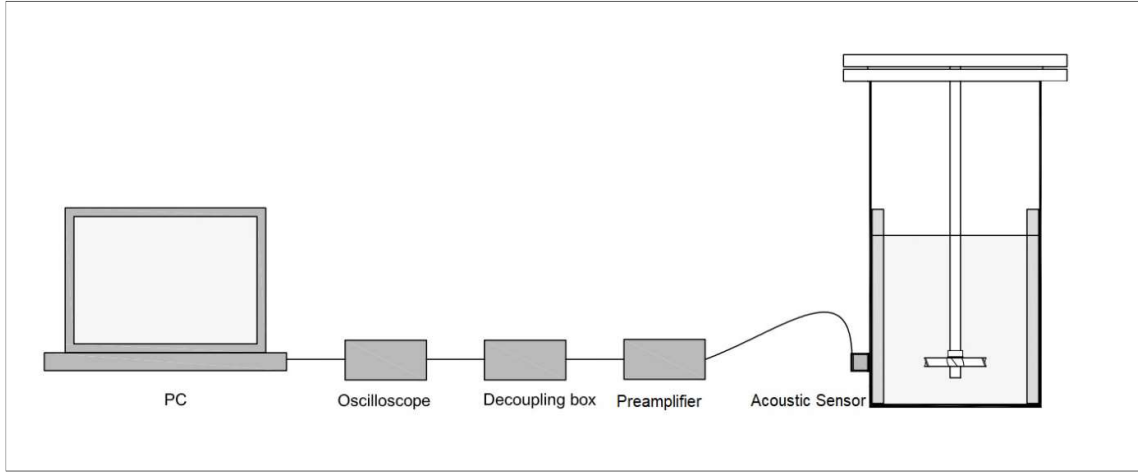 PC
Oscilloscope
Decoupling box
Preamplifier
Acoustic Sensor